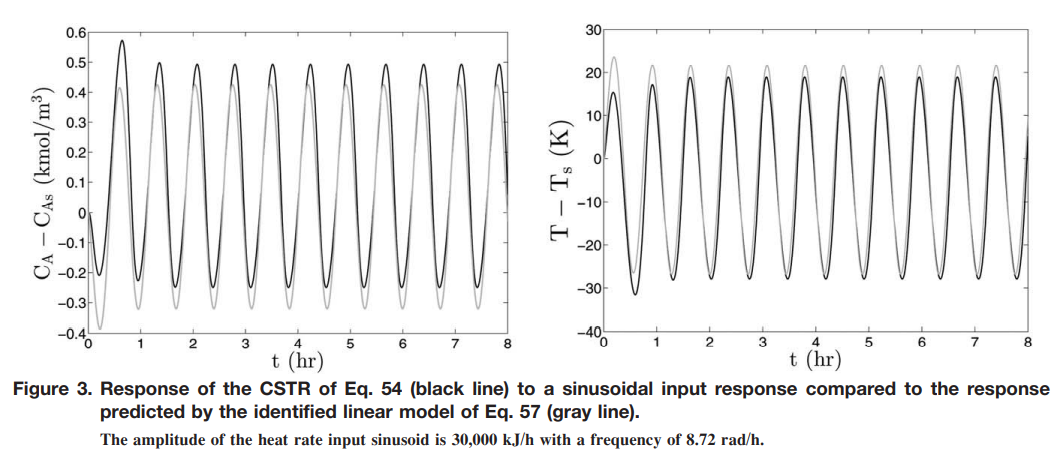 0.6
0.5
0.4
0.3
0.2
0.1
0
−0.1
−0.2
−0.3
−0.4
C_A − C_As (kmol/m³)
0 1 2 3 4 5 6 7 8
t (hr)
30
20
10
0
−10
−20
−30
−40
T − T_s (K)
0 1 2 3 4 5 6 7 8
t (hr)
Figure 3. Response of the CSTR of Eq. 54 (black line) to a sinusoidal input response compared to the response
predicted by the identified linear model of Eq. 57 (gray line).
The amplitude of the heat rate input sinusoid is 30,000 kJ/h with a frequency of 8.72 rad/h.